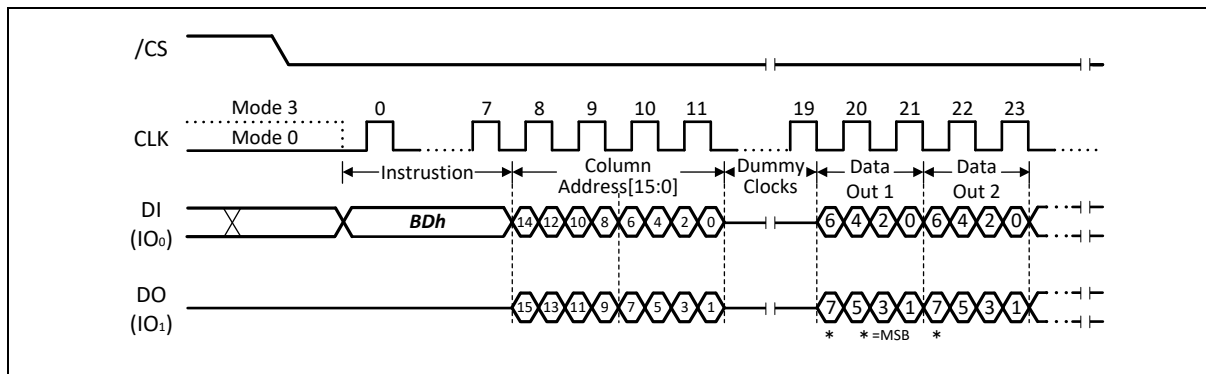 /CS
Mode 3 0 7 8 9 10 11 19 20 21 22 23
CLK Mode 0
Instrustion Column Address[15:0] Dummy Clocks Data Out 1 Data Out 2
DI (IO0) BDh 14 12 10 8 6 4 2 0 6 4 2 0 6 4 2 0
DO (IO1) 15 13 11 9 7 5 3 1 7 5 3 1 7 5 3 1
* * =MSB *